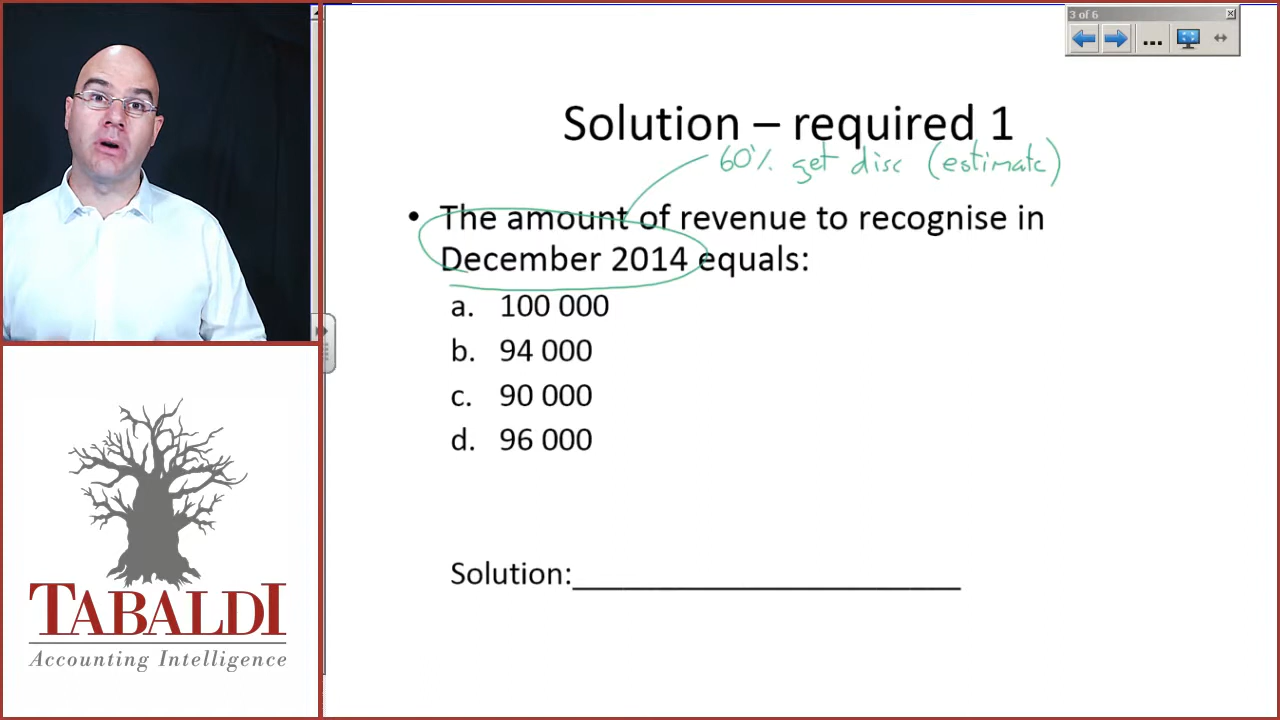 3 of 6
Solution – required 1
60% get disc (estimate)
• The amount of revenue to recognise in
December 2014 equals:
a. 100 000
b. 94 000
c. 90 000
d. 96 000
Solution:____________________
TABALDI
Accounting Intelligence